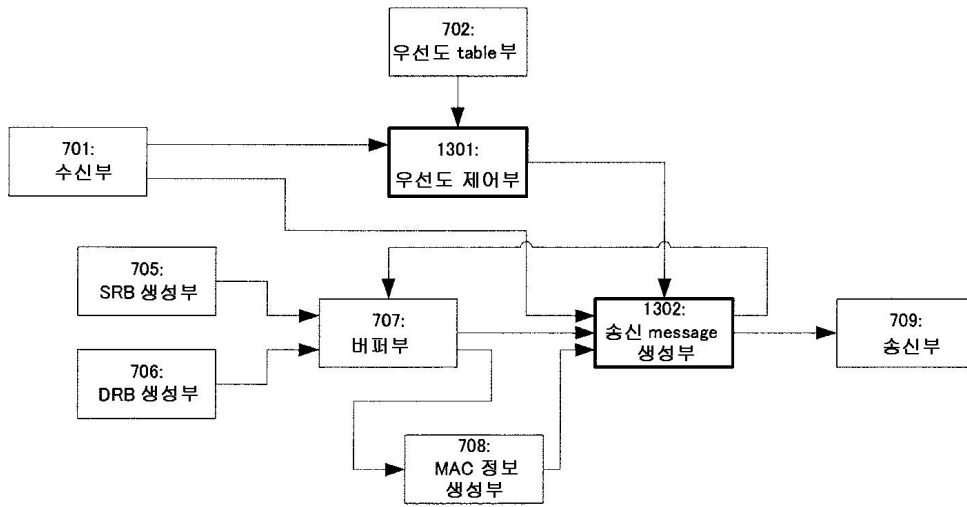 702:
우선도 table부
701:
수신부
1301:
우선도 제어부
705:
SRB 생성부
707:
버퍼부
1302:
송신 message
생성부
709:
송신부
706:
DRB 생성부
708:
MAC 정보
생성부